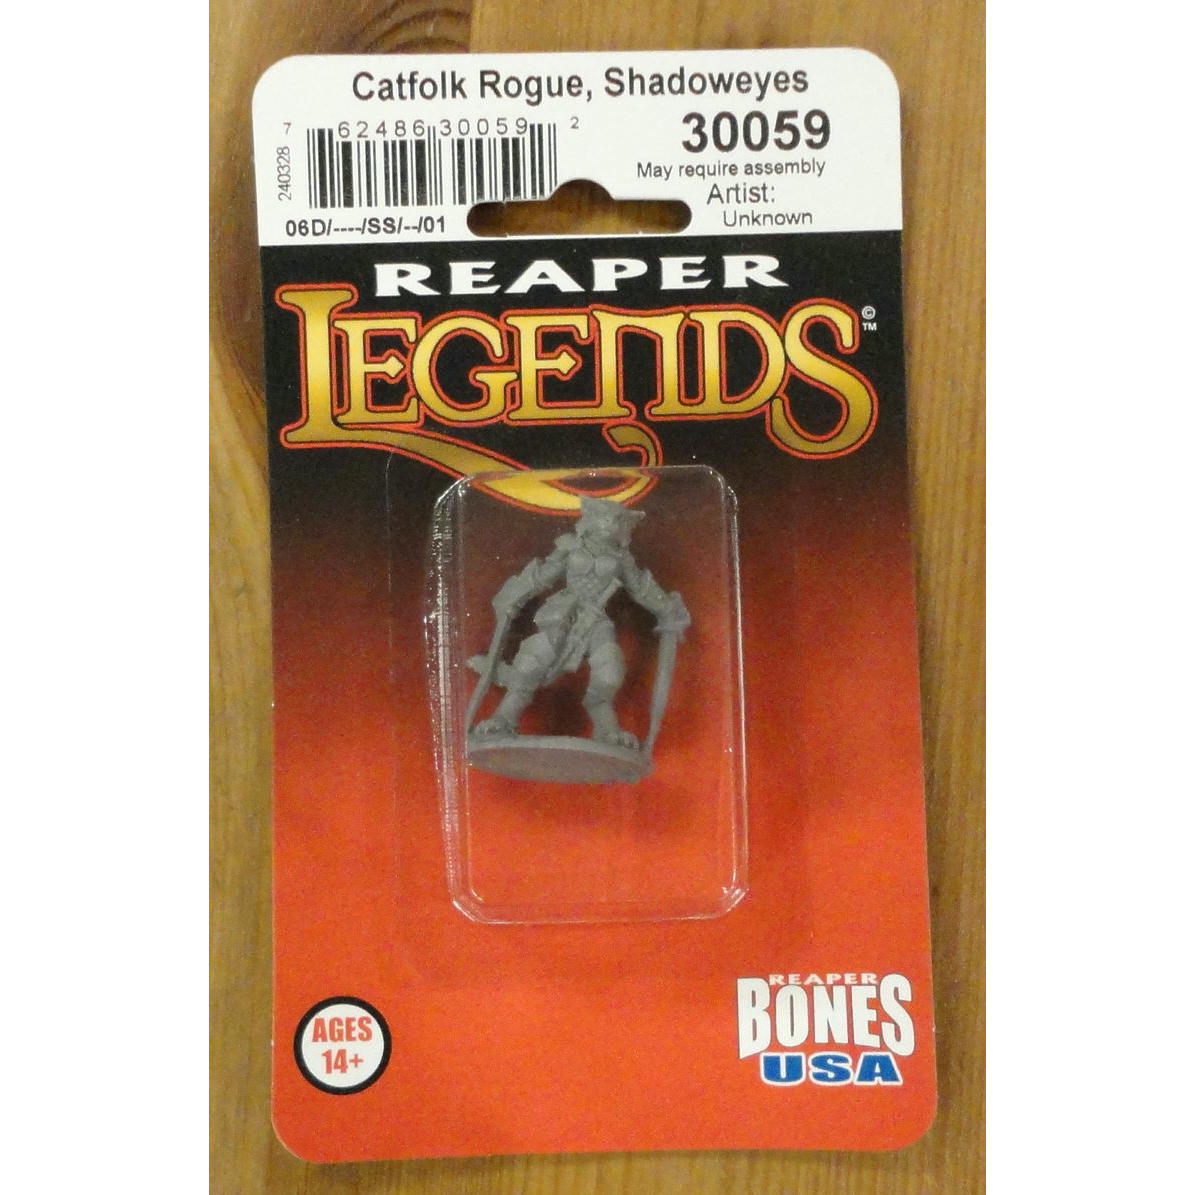 Catfolk Rogue, Shadoweyes
7 62486 30059 2
240328
30059
May require assembly
Artist:
Unknown
06D/----/SS/--/01
REAPER
LEGENDS ©™
AGES
14+
REAPER
BONES
USA